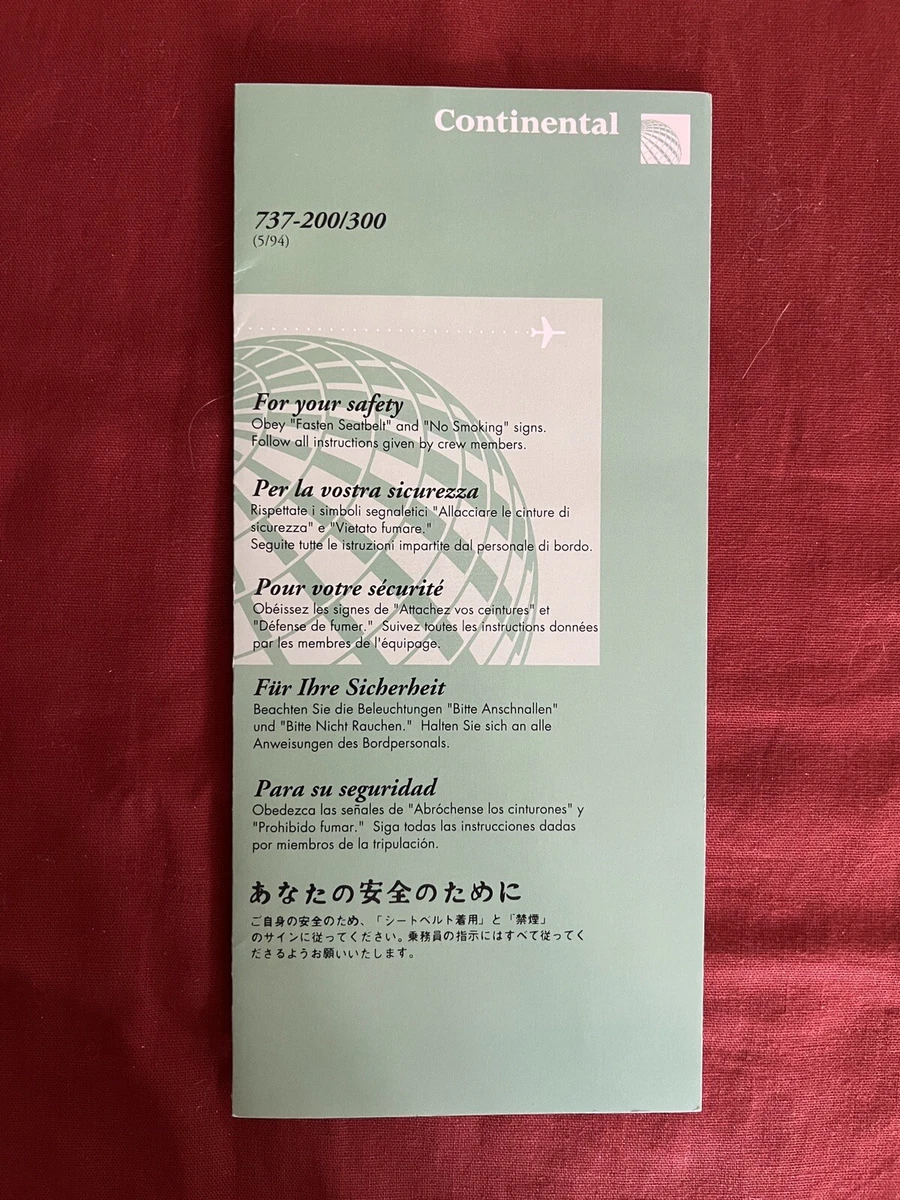 Continental
737-200/300
(5/94)
For your safety
Obey "Fasten Seatbelt" and "No Smoking" signs.
Follow all instructions given by crew members.
Per la vostra sicurezza
Rispettate i simboli segnaletici "Allacciare le cinture di
sicurezza" e "Vietato fumare."
Seguite tutte le istruzioni impartite dal personale di bordo.
Pour votre sécurité
Obéissez les signes de "Attachez vos ceintures" et
"Défense de fumer."  Suivez toutes les instructions données
par les membres de l'équipage.
Für Ihre Sicherheit
Beachten Sie die Beleuchtungen "Bitte Anschnallen"
und "Bitte Nicht Rauchen."  Halten Sie sich an alle
Anweisungen des Bordpersonals.
Para su seguridad
Obedezca las señales de "Abróchense los cinturones" y
"Prohibido fumar."  Siga todas las instrucciones dadas
por miembros de la tripulación.
あなたの安全のために
ご自身の安全のため、「シートベルト着用」と「禁煙」
のサインに従ってください。乗務員の指示にはすべて従ってく
ださるようお願いいたします。